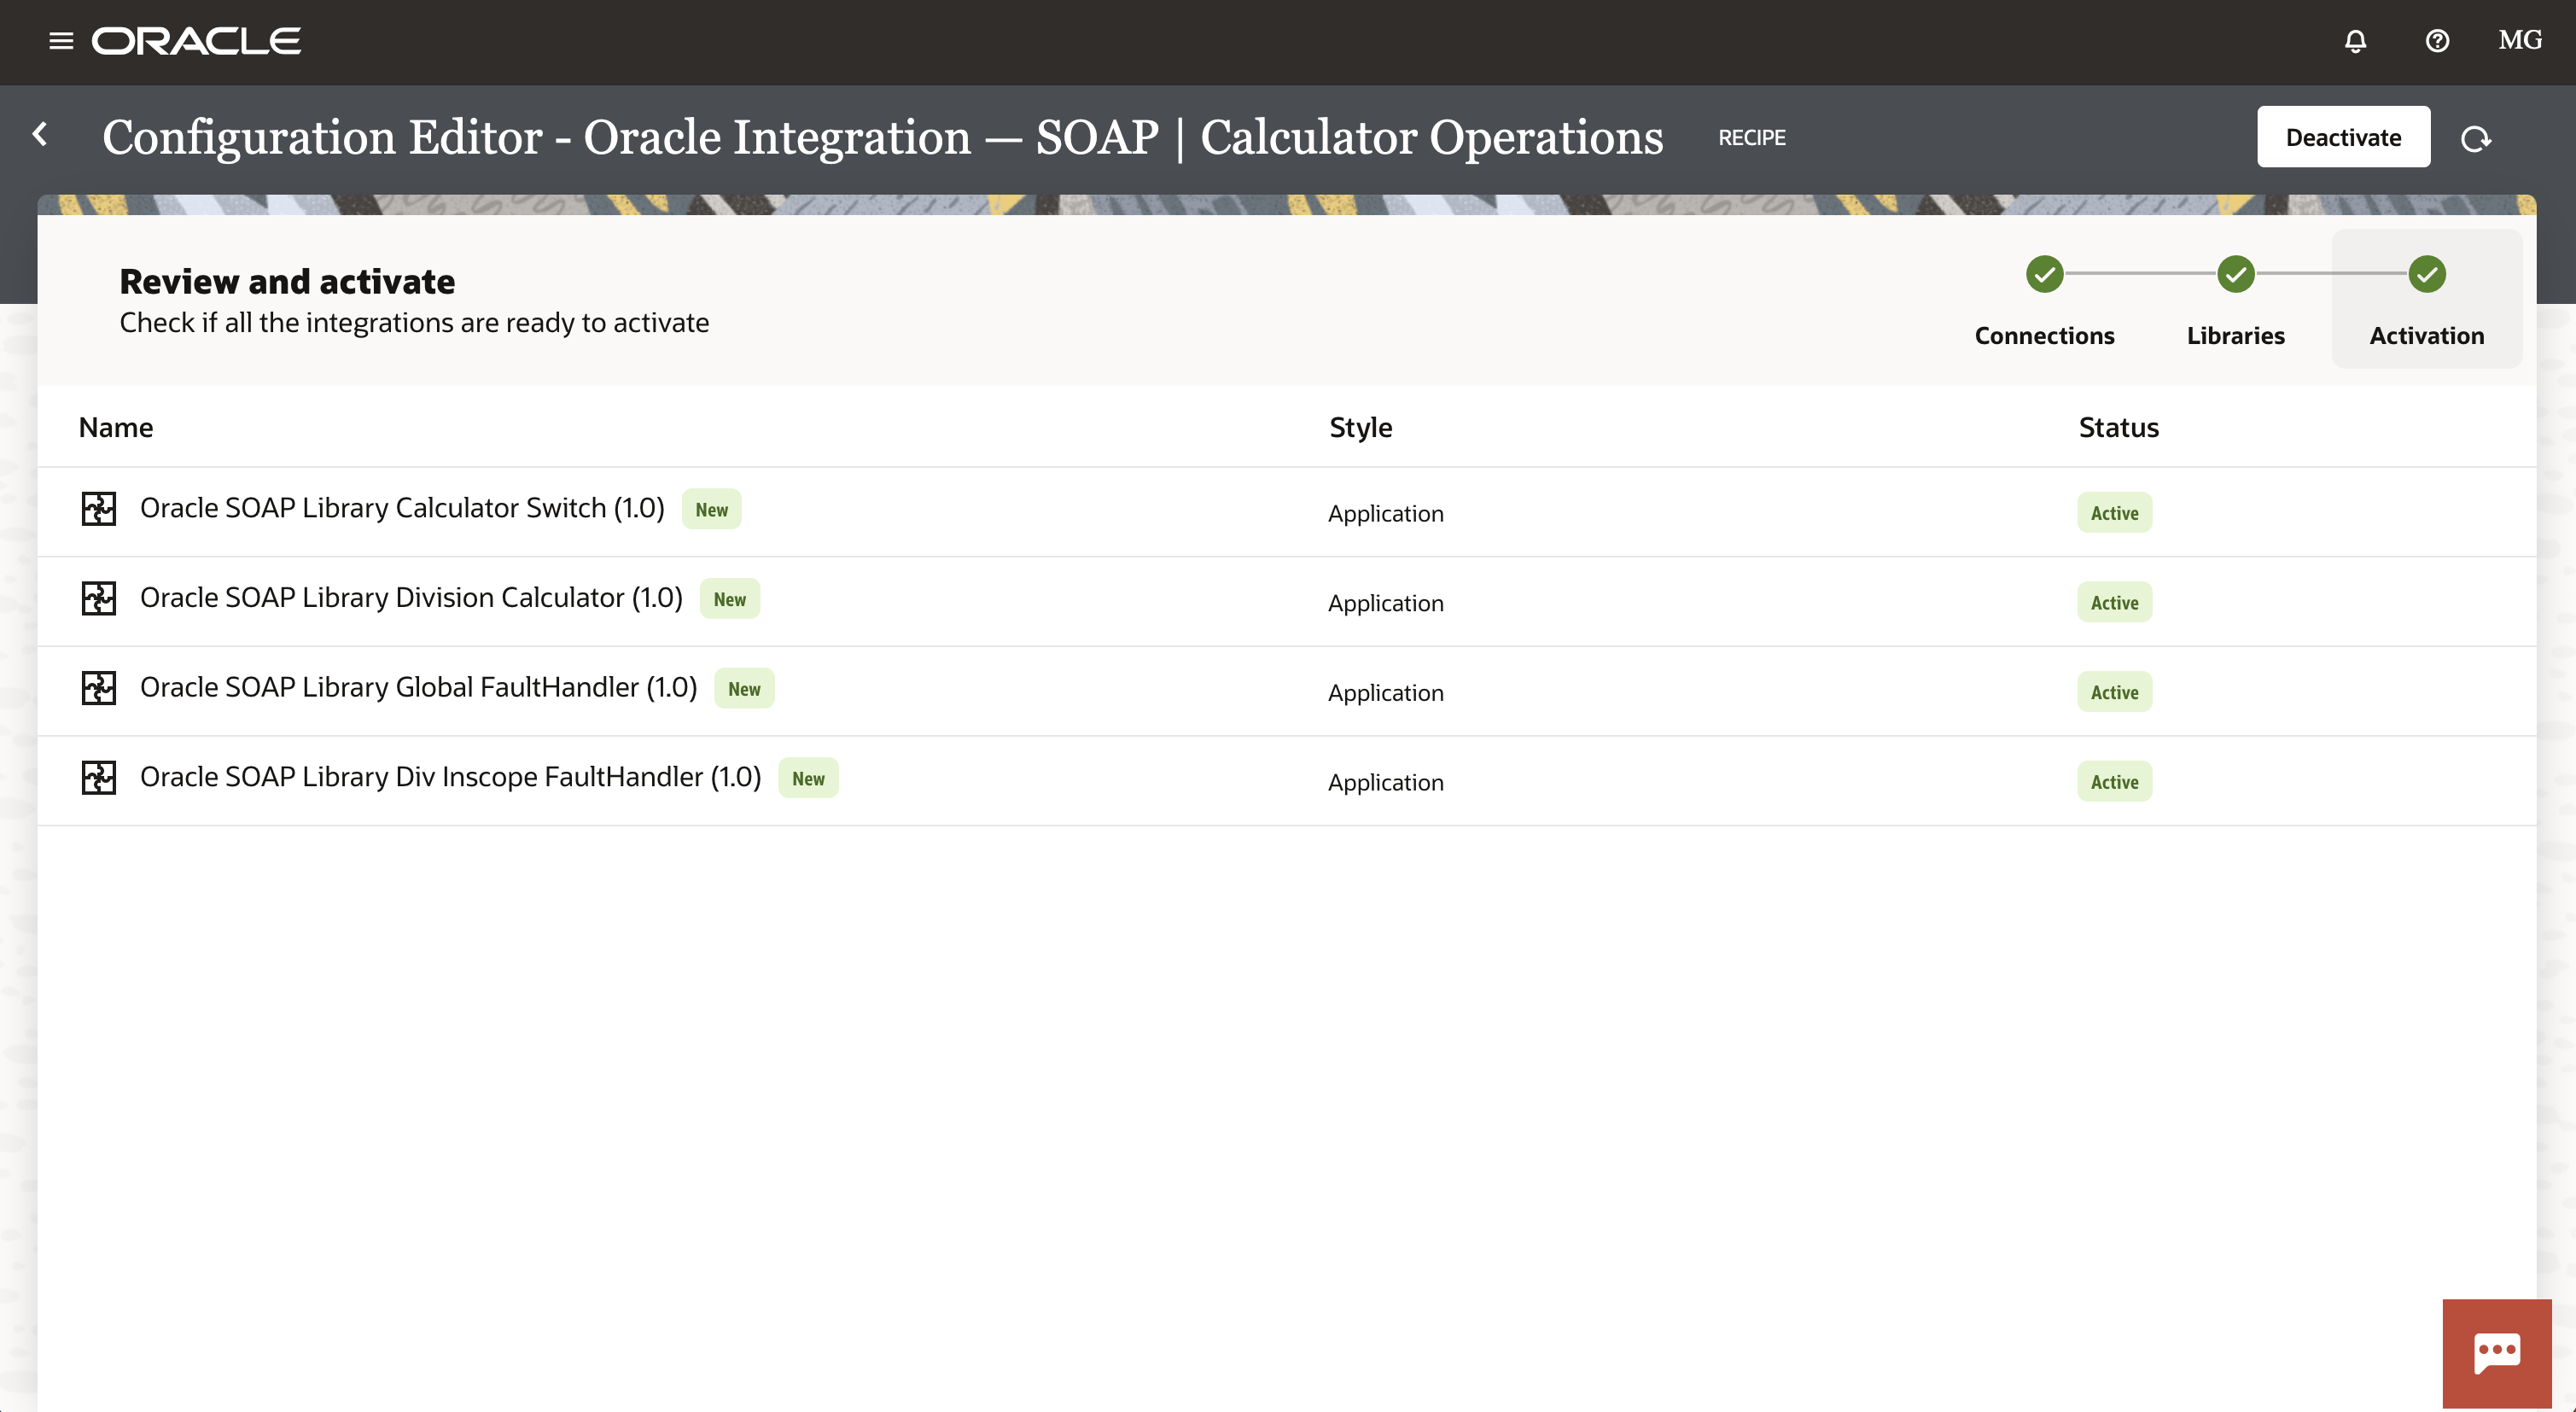 ORACLE
MG
Configuration Editor - Oracle Integration — SOAP | Calculator Operations RECIPE
Deactivate
Review and activate
Check if all the integrations are ready to activate
Connections Libraries Activation
Name Style Status
Oracle SOAP Library Calculator Switch (1.0) New Application Active
Oracle SOAP Library Division Calculator (1.0) New Application Active
Oracle SOAP Library Global FaultHandler (1.0) New Application Active
Oracle SOAP Library Div Inscope FaultHandler (1.0) New Application Active